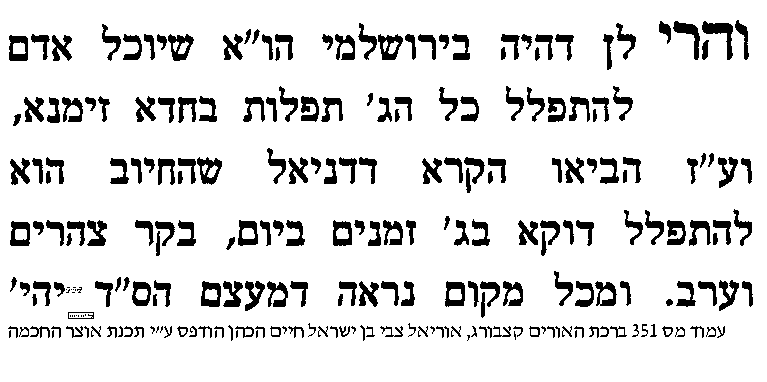 והרי לן דהיה בירושלמי הו״א שיוכל אדם
להתפלל כל הג׳ תפלות בחדא זימנא,
וע״ז הביאו הקרא דדניאל שהחיוב הוא
להתפלל דוקא בג׳ זמנים ביום, בקר צהרים
וערב. ומכל מקום נראה דמעצם הס״ד יהי׳
עמוד מס 351 ברכת האורים קצבורג, אוריאל צבי בן ישראל חיים הכהן הודפס ע״י תכנת אוצר החכמה